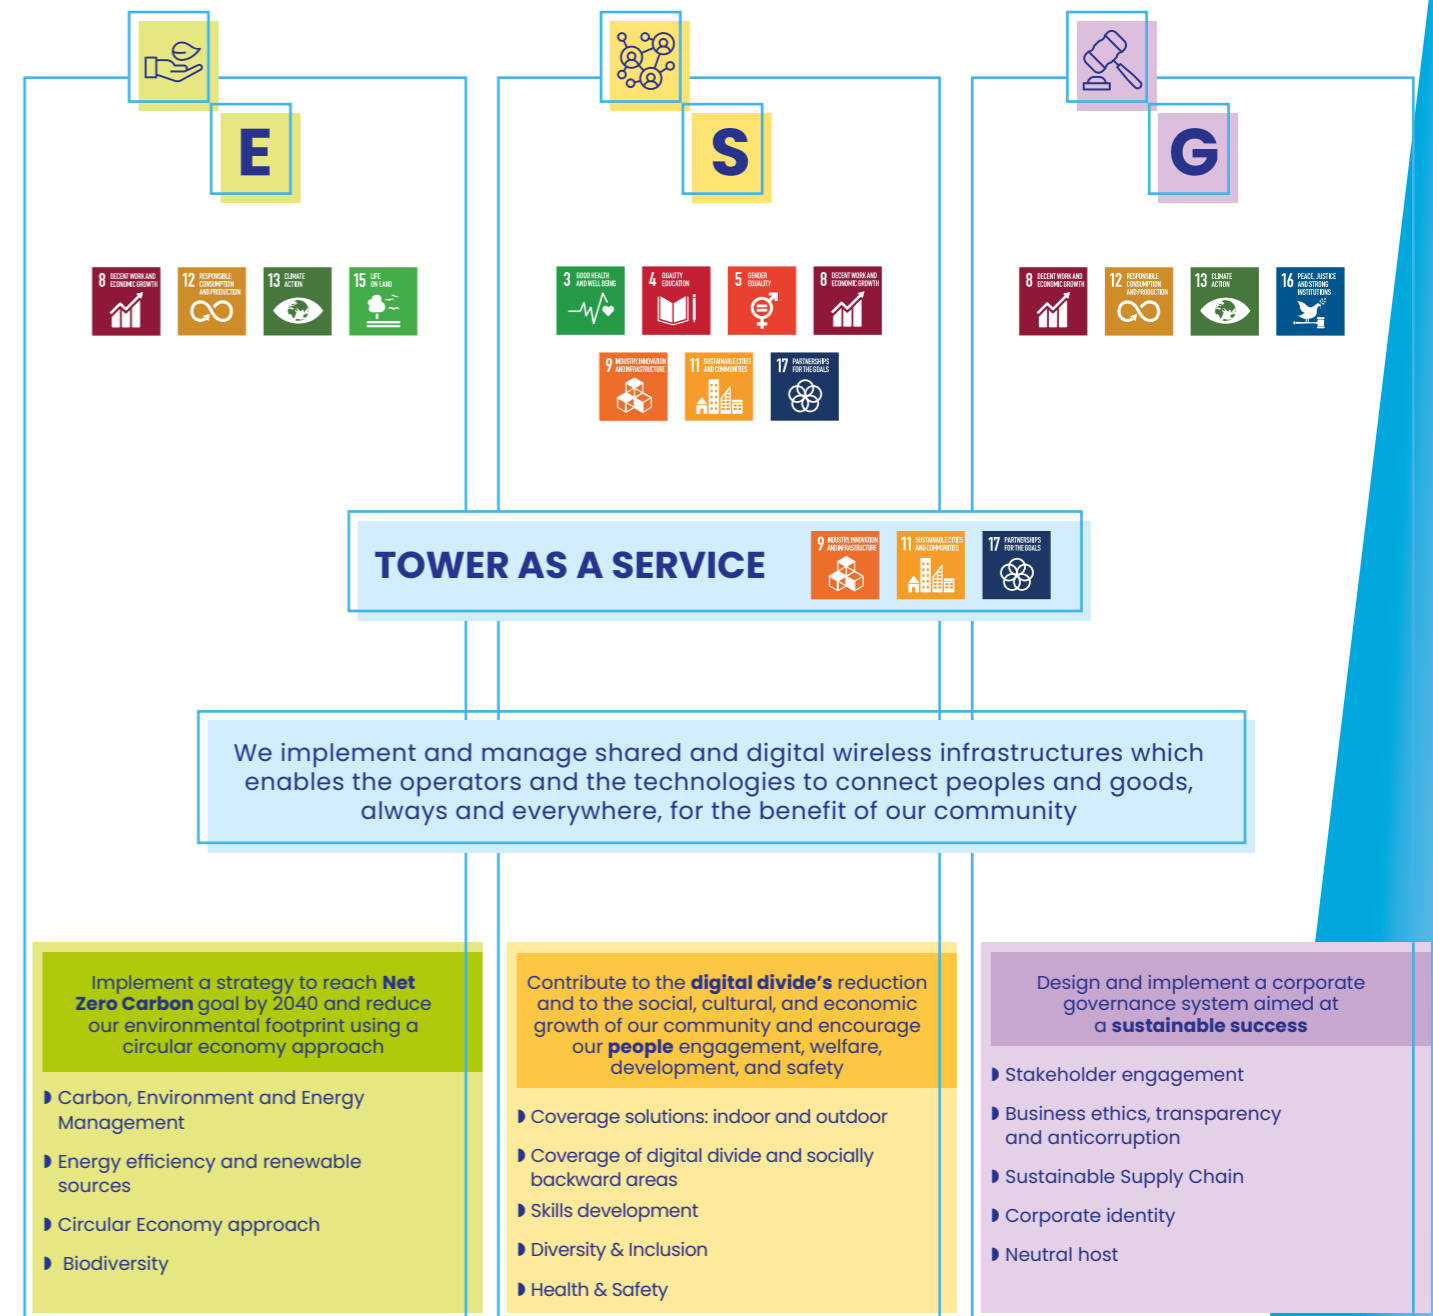 E
S
G
8 DECENT WORK AND
ECONOMIC GROWTH
12 RESPONSIBLE
CONSUMPTION
AND PRODUCTION
13 CLIMATE
ACTION
15 LIFE
ON LAND
3 GOOD HEALTH
AND WELL BEING
4 QUALITY
EDUCATION
5 GENDER
EQUALITY
8 DECENT WORK AND
ECONOMIC GROWTH
9 INDUSTRY, INNOVATION
AND INFRASTRUCTURE
11 SUSTAINABLE CITIES
AND COMMUNITIES
17 PARTNERSHIPS
FOR THE GOALS
8 DECENT WORK AND
ECONOMIC GROWTH
12 RESPONSIBLE
CONSUMPTION
AND PRODUCTION
13 CLIMATE
ACTION
16 PEACE, JUSTICE
AND STRONG
INSTITUTIONS
TOWER AS A SERVICE
9 INDUSTRY, INNOVATION
AND INFRASTRUCTURE
11 SUSTAINABLE CITIES
AND COMMUNITIES
17 PARTNERSHIPS
FOR THE GOALS
We implement and manage shared and digital wireless infrastructures which
enables the operators and the technologies to connect peoples and goods,
always and everywhere, for the benefit of our community
Implement a strategy to reach Net
Zero Carbon goal by 2040 and reduce
our environmental footprint using a
circular economy approach
Carbon, Environment and Energy
Management
Energy efficiency and renewable
sources
Circular Economy approach
Biodiversity
Contribute to the digital divide's reduction
and to the social, cultural, and economic
growth of our community and encourage
our people engagement, welfare,
development, and safety
Coverage solutions: indoor and outdoor
Coverage of digital divide and socially
backward areas
Skills development
Diversity & Inclusion
Health & Safety
Design and implement a corporate
governance system aimed at
a sustainable success
Stakeholder engagement
Business ethics, transparency
and anticorruption
Sustainable Supply Chain
Corporate identity
Neutral host